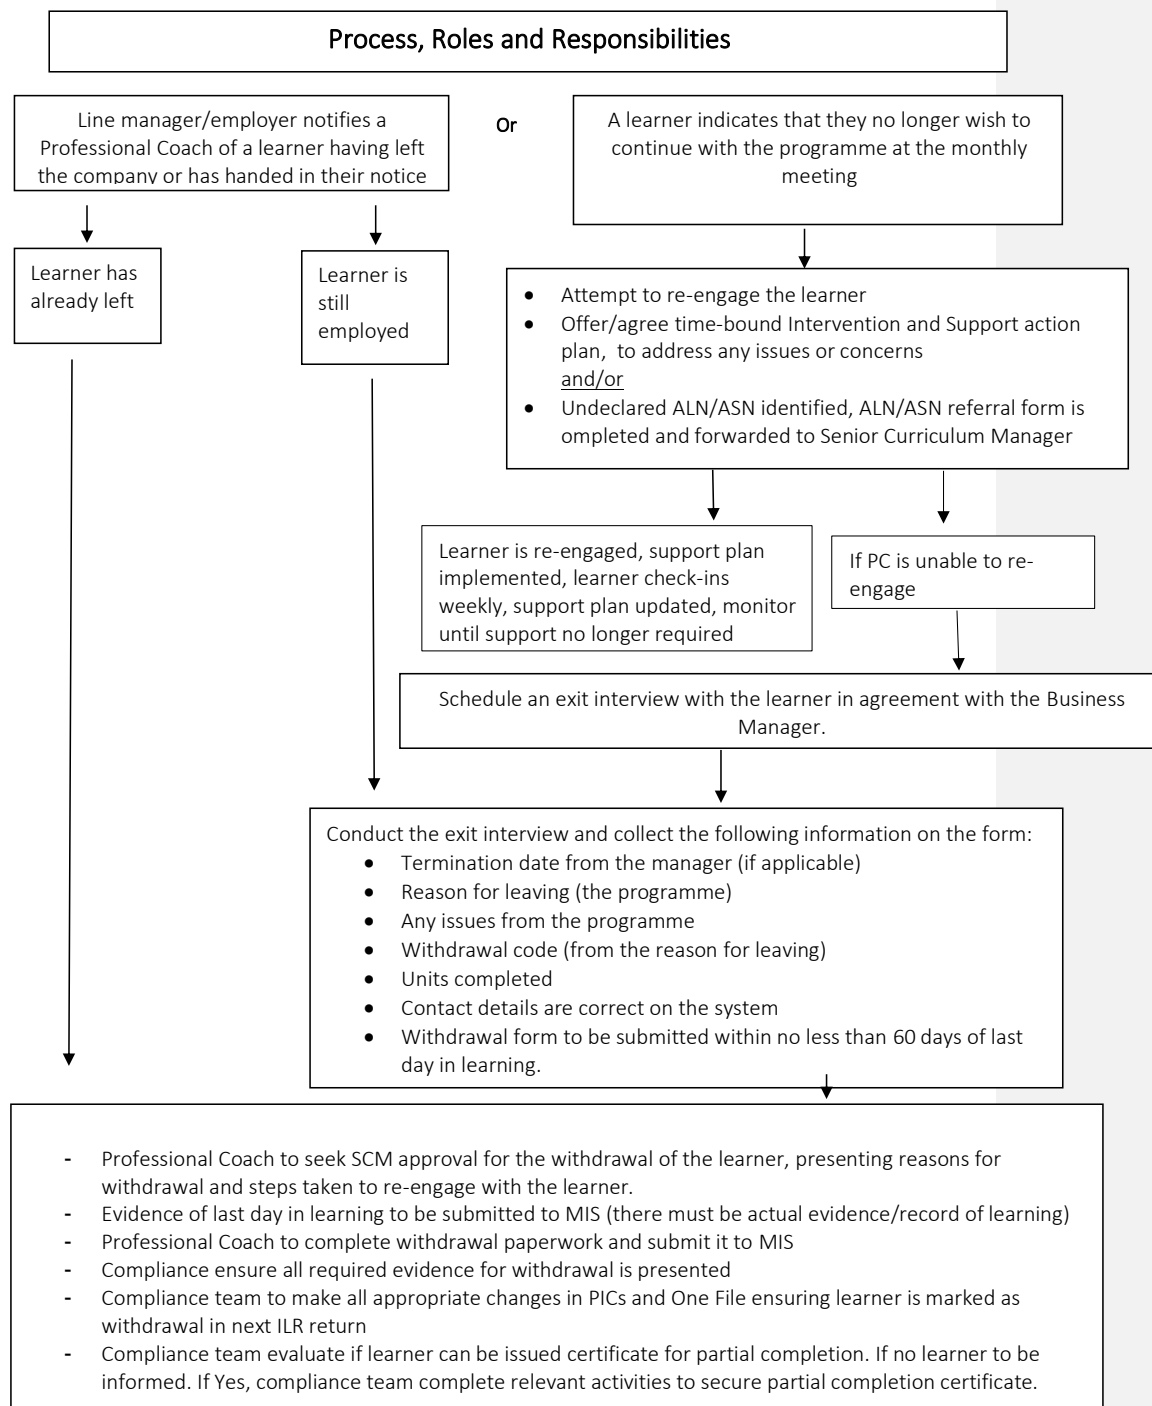 Process, Roles and Responsibilities
Line manager/employer notifies a
Professional Coach of a learner having left
the company or has handed in their notice
Or
A learner indicates that they no longer wish to
continue with the programme at the monthly
meeting
Learner has
already left
Learner is
still
employed
• Attempt to re-engage the learner
• Offer/agree time-bound Intervention and Support action
plan,  to address any issues or concerns
and/or
• Undeclared ALN/ASN identified, ALN/ASN referral form is
ompleted and forwarded to Senior Curriculum Manager
Learner is re-engaged, support plan
implemented, learner check-ins
weekly, support plan updated, monitor
until support no longer required
If PC is unable to re-
engage
Schedule an exit interview with the learner in agreement with the Business
Manager.
Conduct the exit interview and collect the following information on the form:
• Termination date from the manager (if applicable)
• Reason for leaving (the programme)
• Any issues from the programme
• Withdrawal code (from the reason for leaving)
• Units completed
• Contact details are correct on the system
• Withdrawal form to be submitted within no less than 60 days of last
day in learning.
- Professional Coach to seek SCM approval for the withdrawal of the learner, presenting reasons for
withdrawal and steps taken to re-engage with the learner.
- Evidence of last day in learning to be submitted to MIS (there must be actual evidence/record of learning)
- Professional Coach to complete withdrawal paperwork and submit it to MIS
- Compliance ensure all required evidence for withdrawal is presented
- Compliance team to make all appropriate changes in PICs and One File ensuring learner is marked as
withdrawal in next ILR return
- Compliance team evaluate if learner can be issued certificate for partial completion. If no learner to be
informed. If Yes, compliance team complete relevant activities to secure partial completion certificate.